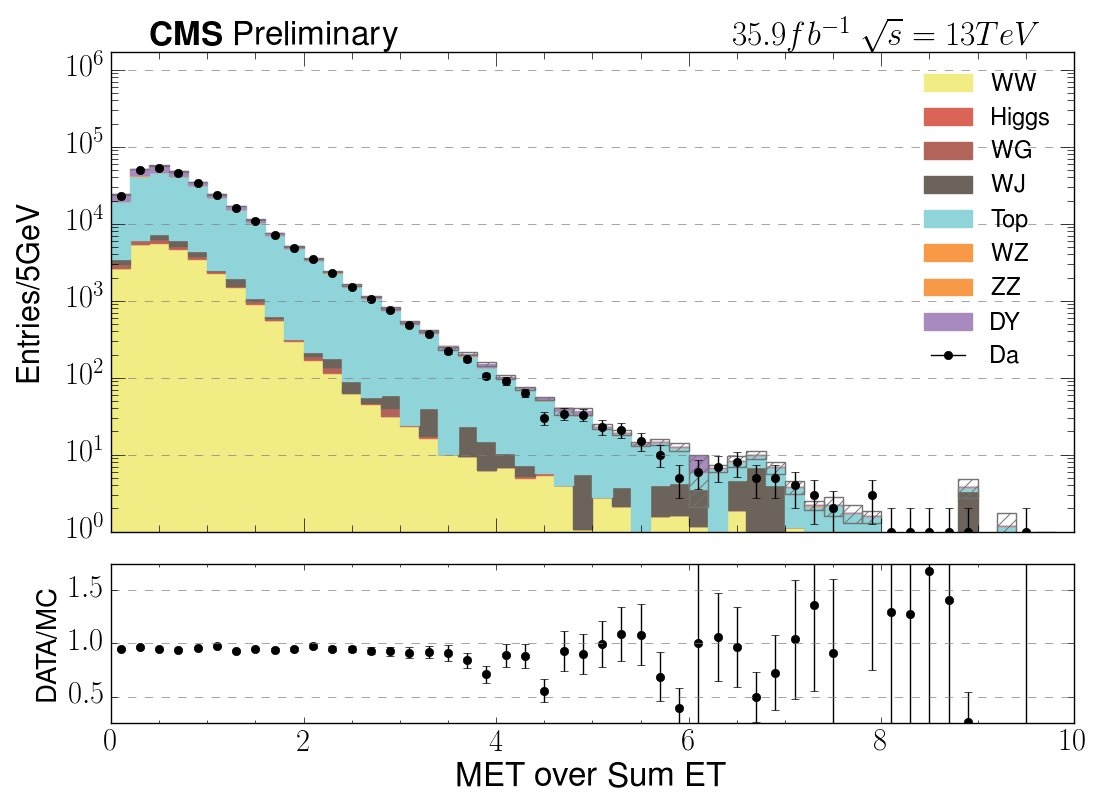 CMS Preliminary 35.9fb⁻¹ √s = 13TeV
Entries/5GeV
10⁶
10⁵
10⁴
10³
10²
10¹
10⁰
WW
Higgs
WG
WJ
Top
WZ
ZZ
DY
Da
DATA/MC
1.5
1.0
0.5
0 2 4 6 8 10
MET over Sum ET